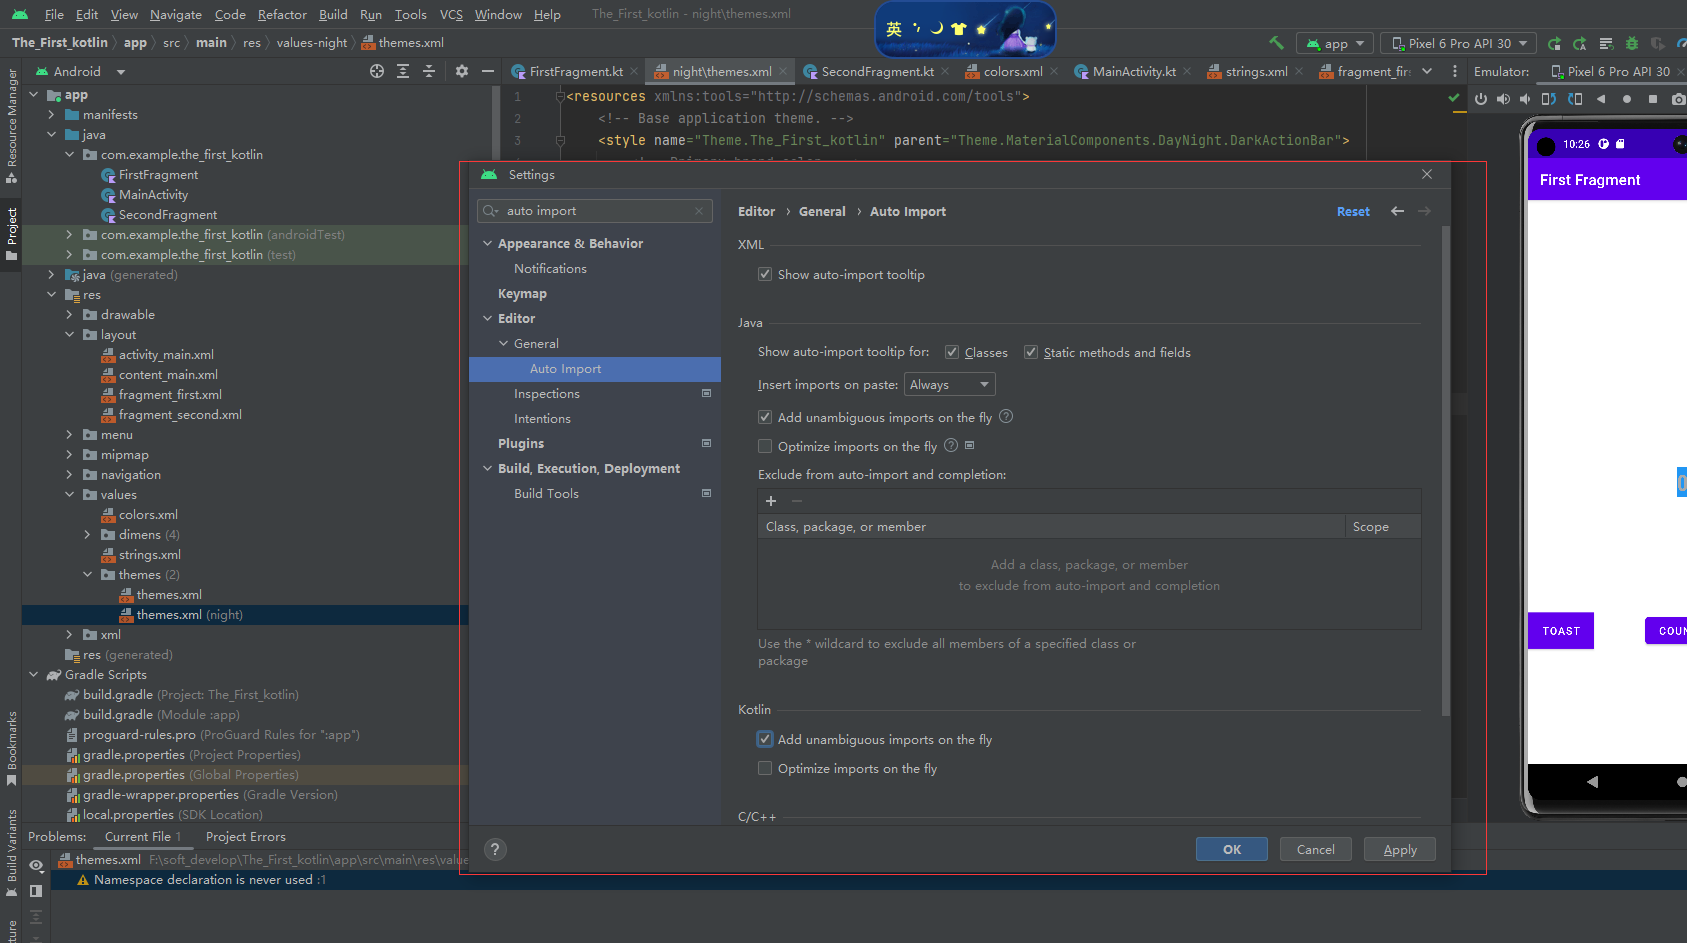 File Edit View Navigate Code Refactor Build Run Tools VCS Window Help The_First_kotlin - night\themes.xml
英
The_First_kotlin app src main res values-night themes.xml
app Pixel 6 Pro API 30
Android
FirstFragment.kt night\themes.xml SecondFragment.kt colors.xml MainActivity.kt strings.xml fragment_fir
Emulator: Pixel 6 Pro API 30
Resource Manager
Project
Bookmarks
Build Variants
app
manifests
java
com.example.the_first_kotlin
FirstFragment
MainActivity
SecondFragment
com.example.the_first_kotlin (androidTest)
com.example.the_first_kotlin (test)
java (generated)
res
drawable
layout
activity_main.xml
content_main.xml
fragment_first.xml
fragment_second.xml
menu
mipmap
navigation
values
colors.xml
dimens (4)
strings.xml
themes (2)
themes.xml
themes.xml (night)
xml
res (generated)
Gradle Scripts
build.gradle (Project: The_First_kotlin)
build.gradle (Module :app)
proguard-rules.pro (ProGuard Rules for ":app")
gradle.properties (Project Properties)
gradle.properties (Global Properties)
gradle-wrapper.properties (Gradle Version)
local.properties (SDK Location)
1 <resources xmlns:tools="http://schemas.android.com/tools">
2 <!-- Base application theme. -->
3 <style name="Theme.The_First_kotlin" parent="Theme.MaterialComponents.DayNight.DarkActionBar">
Settings
auto import
Appearance & Behavior
Notifications
Keymap
Editor
General
Auto Import
Inspections
Intentions
Plugins
Build, Execution, Deployment
Build Tools
Editor › General › Auto Import
Reset
XML
Show auto-import tooltip
Java
Show auto-import tooltip for: Classes Static methods and fields
Insert imports on paste: Always
Add unambiguous imports on the fly ?
Optimize imports on the fly ?
Exclude from auto-import and completion:
Class, package, or member Scope
Add a class, package, or member
to exclude from auto-import and completion
Use the * wildcard to exclude all members of a specified class or
package
Kotlin
Add unambiguous imports on the fly
Optimize imports on the fly
C/C++
? OK Cancel Apply
10:26
First Fragment
0
TOAST COUN
Problems: Current File 1 Project Errors
themes.xml F:\soft_develop\The_First_kotlin\app\src\main\res\value
Namespace declaration is never used :1